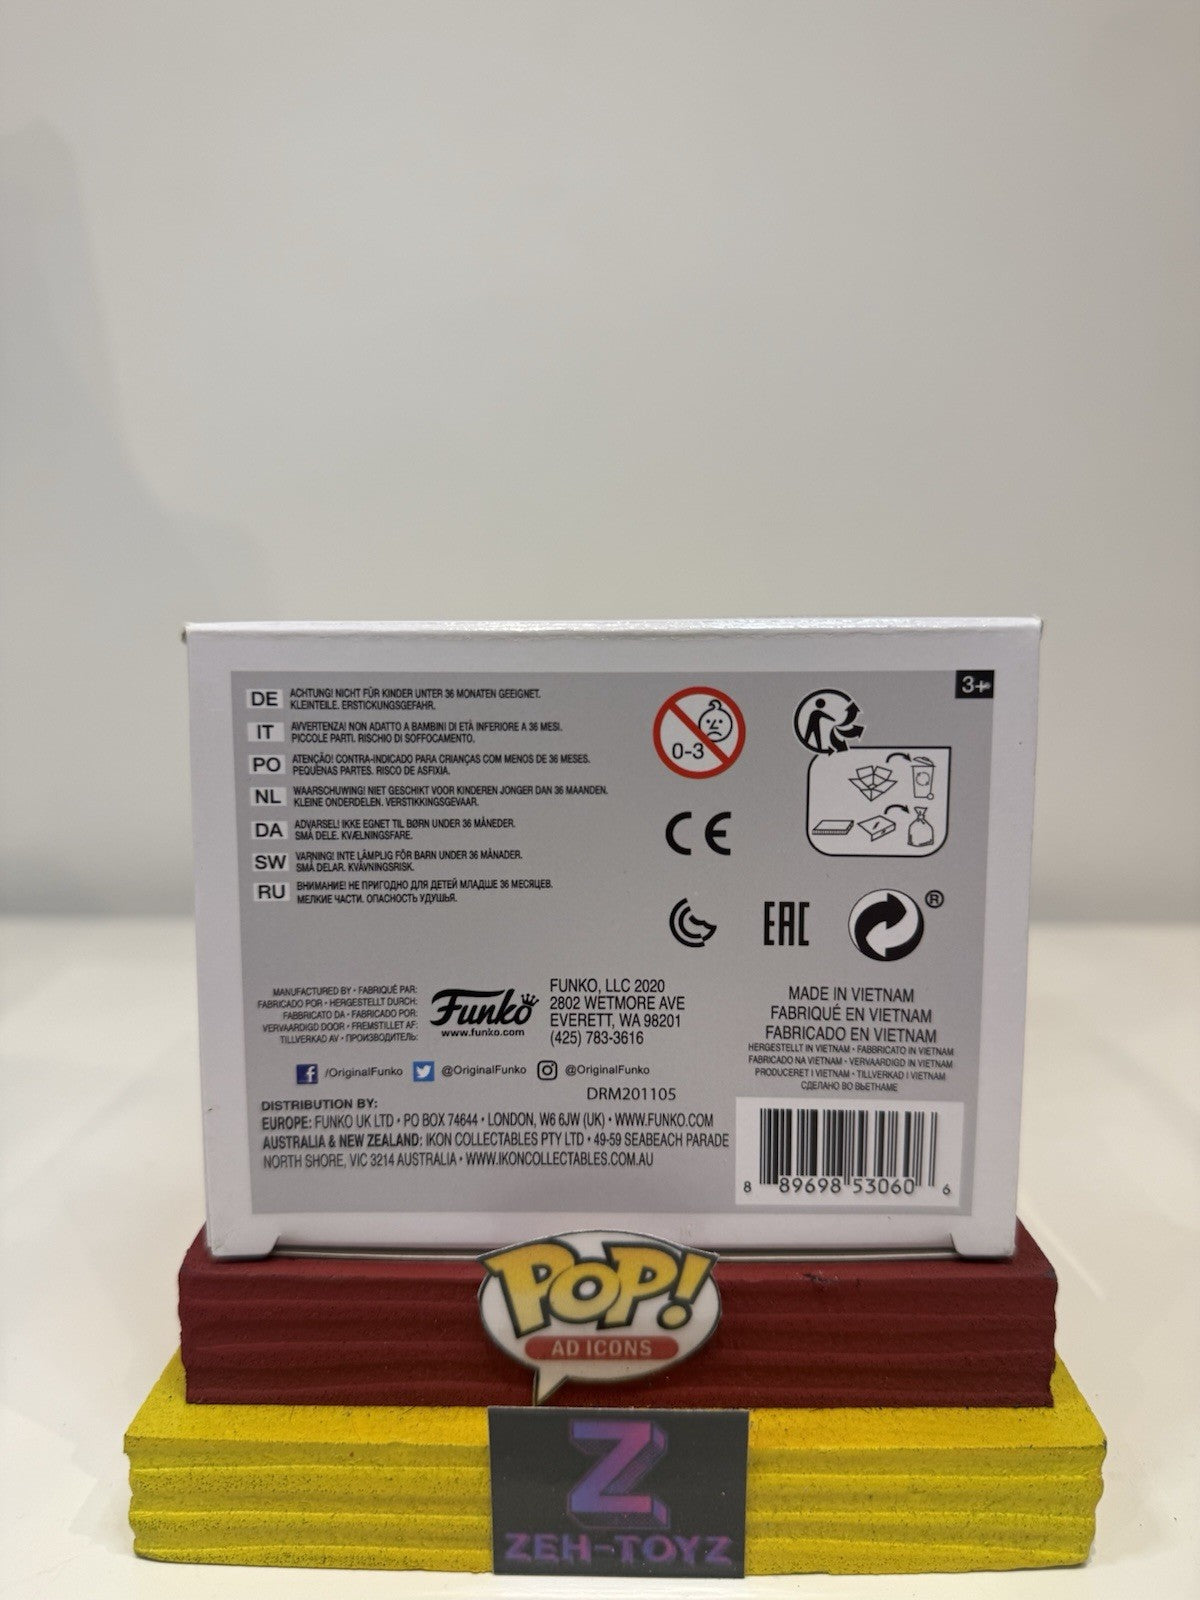 3+
DE ACHTUNG! NICHT FÜR KINDER UNTER 36 MONATEN GEEIGNET.
KLEINTEILE. ERSTICKUNGSGEFAHR.
IT AVVERTENZA! NON ADATTO A BAMBINI DI ETÀ INFERIORE A 36 MESI.
PICCOLE PARTI. RISCHIO DI SOFFOCAMENTO.
PO ATENÇÃO! CONTRA-INDICADO PARA CRIANÇAS COM MENOS DE 36 MESES.
PEQUENAS PARTES. RISCO DE ASFIXIA.
NL WAARSCHUWING! NIET GESCHIKT VOOR KINDEREN JONGER DAN 36 MAANDEN.
KLEINE ONDERDELEN. VERSTIKKINGSGEVAAR.
DA ADVARSEL! IKKE EGNET TIL BØRN UNDER 36 MÅNEDER.
SMÅ DELE. KVÆLNINGSFARE.
SW VARNING! INTE LÄMPLIG FÖR BARN UNDER 36 MÅNADER.
SMÅ DELAR. KVÄVNINGSRISK.
RU ВНИМАНИЕ! НЕ ПРИГОДНО ДЛЯ ДЕТЕЙ МЛАДШЕ 36 МЕСЯЦЕВ.
МЕЛКИЕ ЧАСТИ. ОПАСНОСТЬ УДУШЬЯ.
0-3
CE
EAC
®
MANUFACTURED BY • FABRIQUÉ PAR:
FABRICADO POR • HERGESTELLT DURCH:
FABBRICATO DA • FABRICADO POR:
VERVAARDIGD DOOR • FREMSTILLET AF:
TILLVERKAD AV • ПРОИЗВОДИТЕЛЬ:
Funko
www.funko.com
FUNKO, LLC 2020
2802 WETMORE AVE
EVERETT, WA 98201
(425) 783-3616
MADE IN VIETNAM
FABRIQUÉ EN VIETNAM
FABRICADO EN VIETNAM
HERGESTELLT IN VIETNAM • FABBRICATO IN VIETNAM
FABRICADO NA VIETNAM • VERVAARDIGD IN VIETNAM
PRODUCERET I VIETNAM • TILLVERKAD I VIETNAM
СДЕЛАНО ВО ВЬЕТНАМЕ
f /OriginalFunko @OriginalFunko @OriginalFunko
DRM201105
DISTRIBUTION BY:
EUROPE: FUNKO UK LTD • PO BOX 74644 • LONDON, W6 6JW (UK) • WWW.FUNKO.COM
AUSTRALIA & NEW ZEALAND: IKON COLLECTABLES PTY LTD • 49-59 SEABEACH PARADE
NORTH SHORE, VIC 3214 AUSTRALIA • WWW.IKONCOLLECTABLES.COM.AU
8 89698 53060 6
POP!
AD ICONS
Z
ZEH-TOYZ